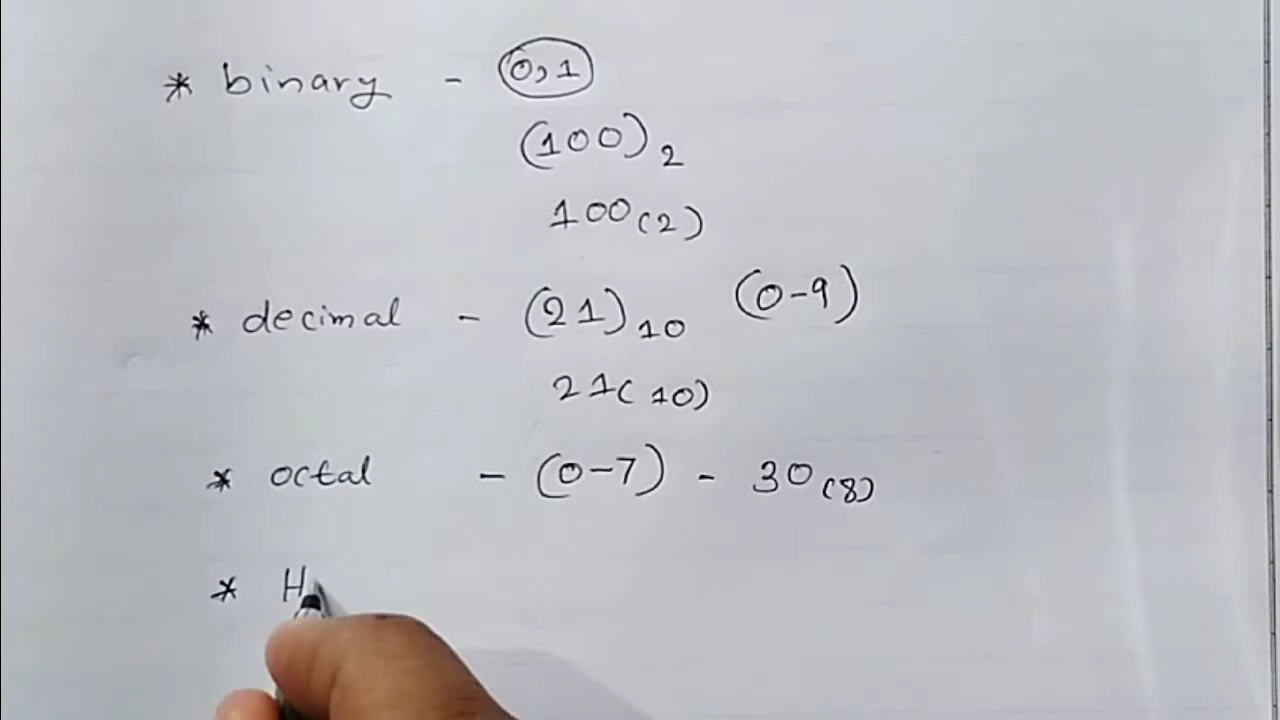 * binary - 0,1
(100)2
100(2)
* decimal - (21)10 (0-9)
21(10)
* octal - (0-7) - 30(8)
* H